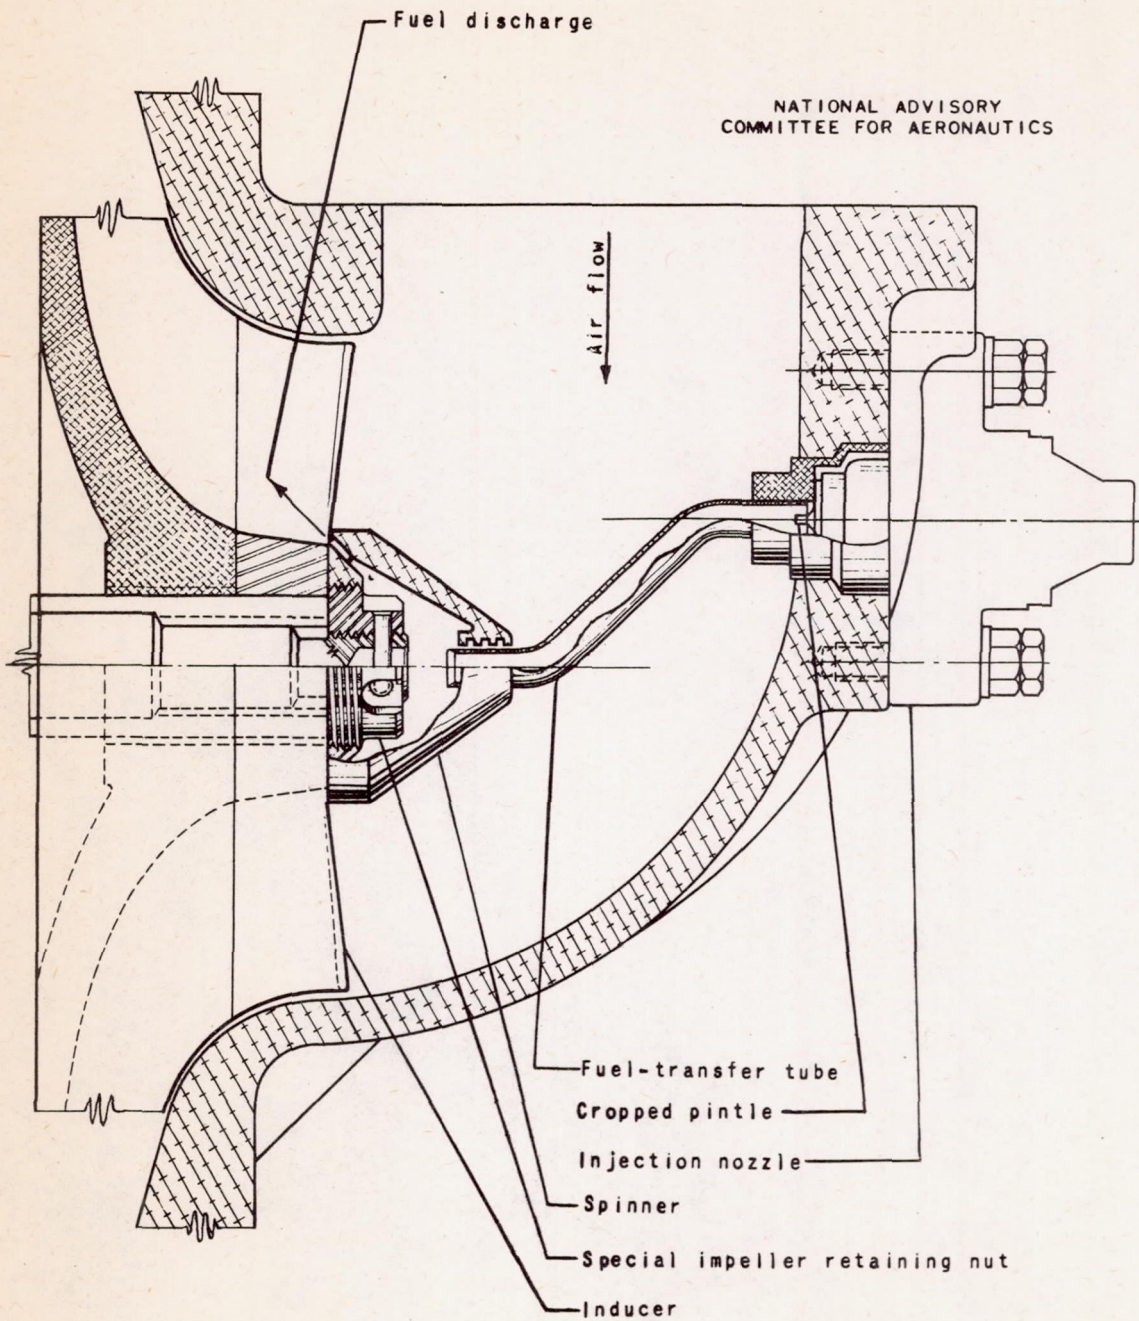 Fuel discharge
NATIONAL ADVISORY
COMMITTEE FOR AERONAUTICS
Air flow
Fuel-transfer tube
Cropped pintle
Injection nozzle
Spinner
Special impeller retaining nut
Inducer